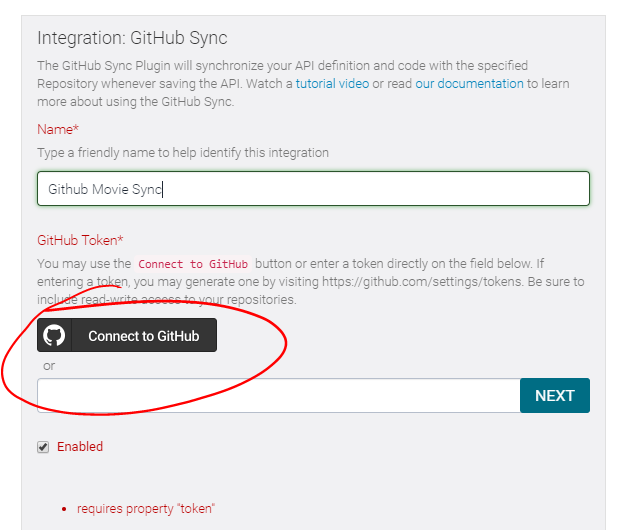 Integration: GitHub Sync
The GitHub Sync Plugin will synchronize your API definition and code with the specified
Repository whenever saving the API. Watch a tutorial video or read our documentation to learn
more about using the GitHub Sync.
Name*
Type a friendly name to help identify this integration
Github Movie Sync
GitHub Token*
You may use the Connect to GitHub button or enter a token directly on the field below. If
entering a token, you may generate one by visiting https://github.com/settings/tokens. Be sure to
include read-write access to your repositories.
Connect to GitHub
or
NEXT
Enabled
requires property "token"